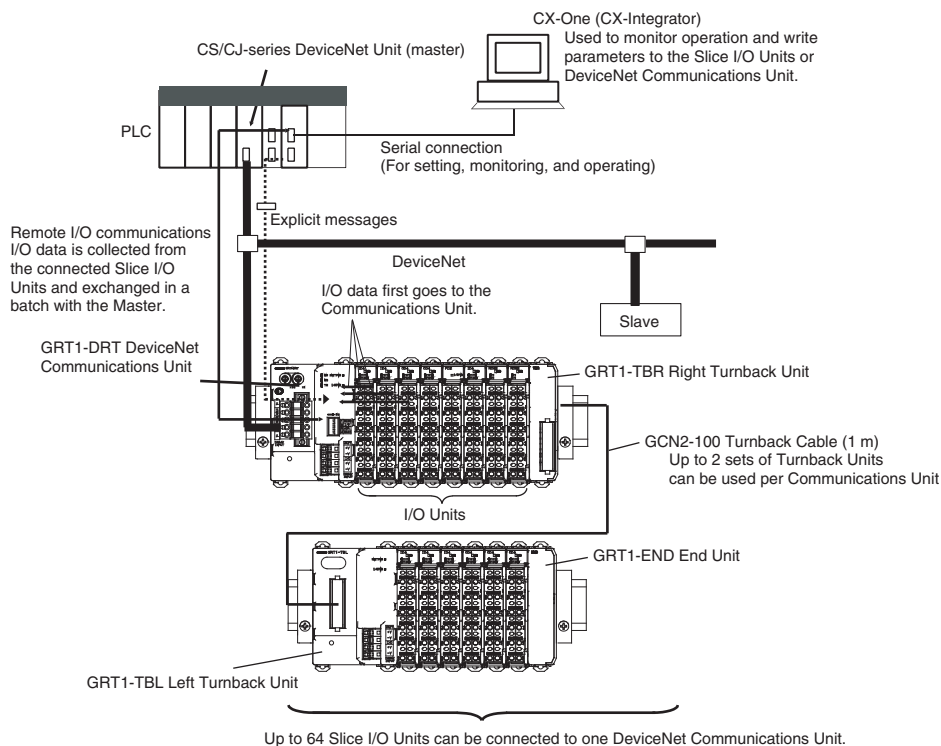 CX-One (CX-Integrator)
Used to monitor operation and write
parameters to the Slice I/O Units or
DeviceNet Communications Unit.
CS/CJ-series DeviceNet Unit (master)
PLC
Serial connection
(For setting, monitoring, and operating)
Explicit messages
Remote I/O communications
I/O data is collected from
the connected Slice I/O
Units and exchanged in a
batch with the Master.
DeviceNet
I/O data first goes to the
Communications Unit.
Slave
GRT1-DRT DeviceNet
Communications Unit
GRT1-TBR Right Turnback Unit
GCN2-100 Turnback Cable (1 m)
Up to 2 sets of Turnback Units
can be used per Communications Unit
I/O Units
GRT1-TBL
GRT1-END End Unit
GRT1-TBL Left Turnback Unit
Up to 64 Slice I/O Units can be connected to one DeviceNet Communications Unit.